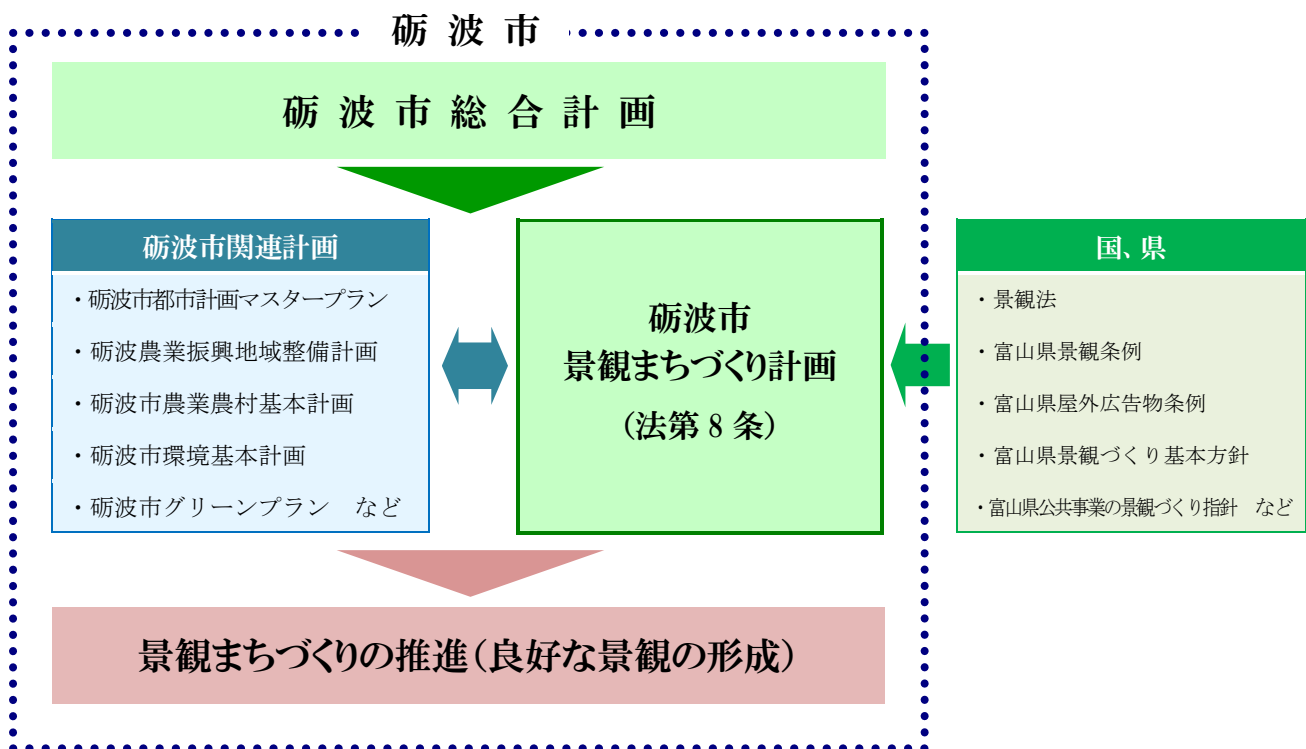 砺波市
砺波市総合計画
砺波市関連計画
・砺波市都市計画マスタープラン
・砺波農業振興地域整備計画
・砺波市農業農村基本計画
・砺波市環境基本計画
・砺波市グリーンプラン　など
砺波市
景観まちづくり計画
(法第8条)
国、県
・景観法
・富山県景観条例
・富山県屋外広告物条例
・富山県景観づくり基本方針
・富山県公共事業の景観づくり指針　など
景観まちづくりの推進(良好な景観の形成)